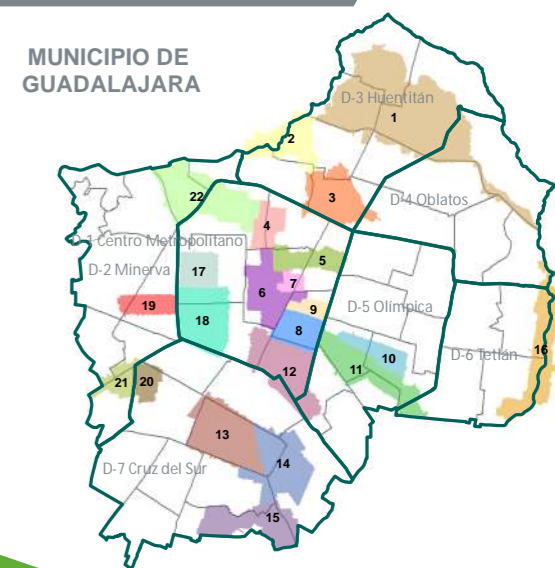 MUNICIPIO DE
GUADALAJARA
D-3 Huentitán
1
2
3
22
D-4 Oblatos
4
D-1 Centro Metropolitano
5
D-2 Minerva
17
7
6
19
18
9
D-5 Olímpica
8
10
16
D-6 Tetlán
11
12
21
20
13
14
D-7 Cruz del Sur
15